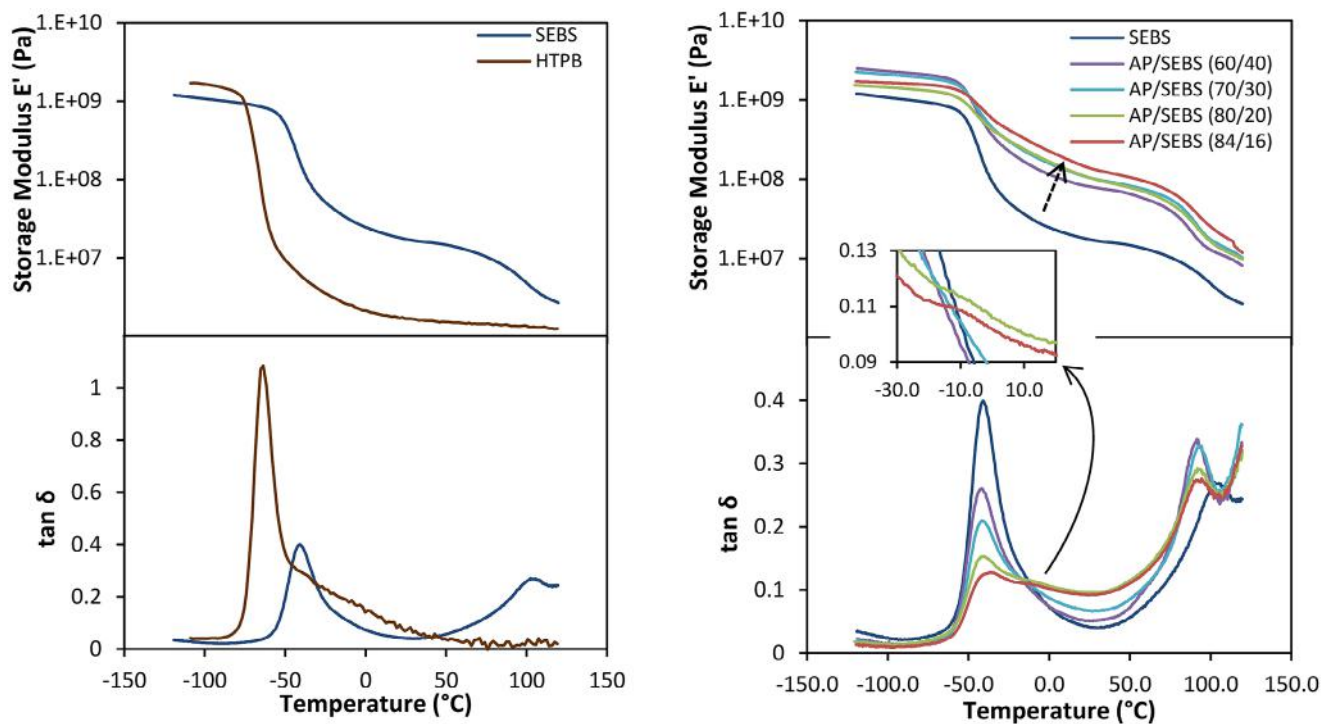 Storage Modulus E' (Pa)
1.E+10
1.E+09
1.E+08
1.E+07
SEBS
HTPB
tan δ
1
0.8
0.6
0.4
0.2
0
-150
-100
-50
0
50
100
150
Temperature (°C)
Storage Modulus E' (Pa)
1.E+10
1.E+09
1.E+08
1.E+07
SEBS
AP/SEBS (60/40)
AP/SEBS (70/30)
AP/SEBS (80/20)
AP/SEBS (84/16)
0.13
0.11
0.09
-30.0
-10.0
10.0
tan δ
0.4
0.3
0.2
0.1
0
-150.0
-100.0
-50.0
0.0
50.0
100.0
150.0
Temperature (°C)